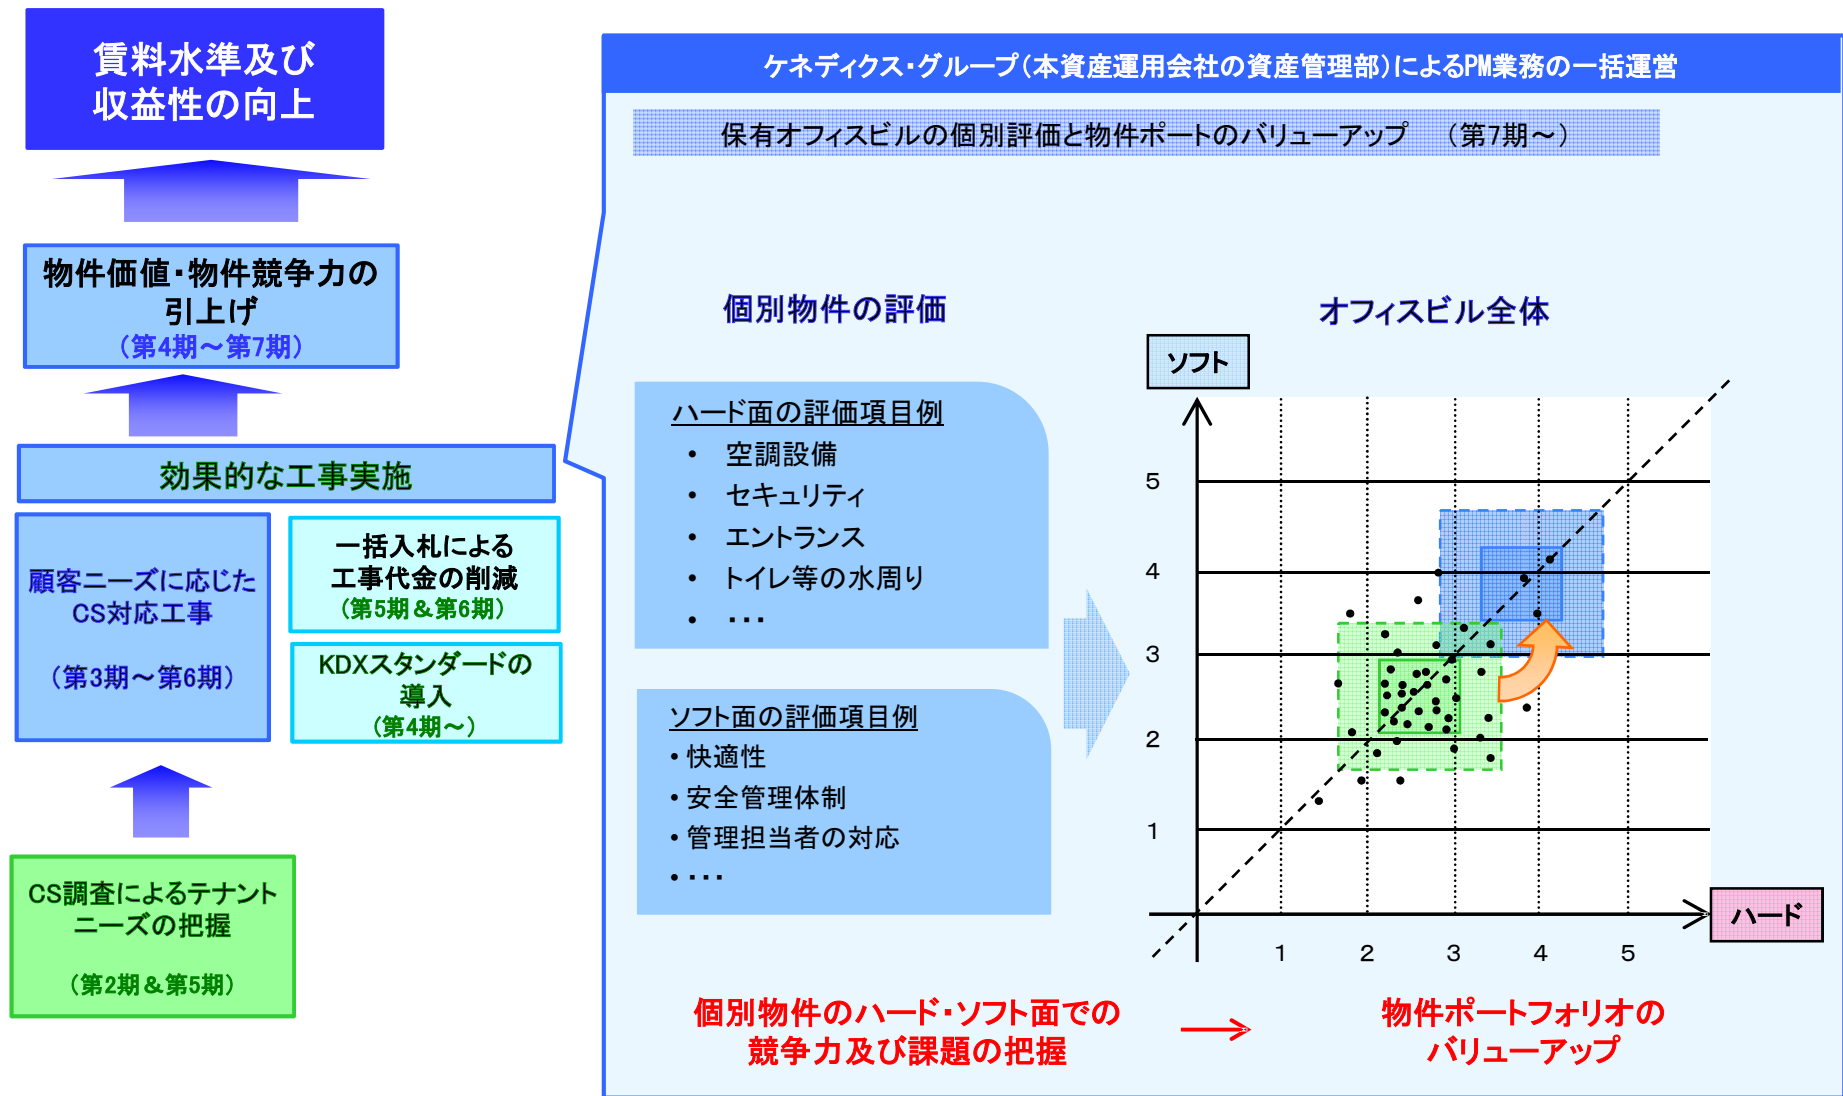 賃料水準及び
収益性の向上
物件価値・物件競争力の
引上げ
（第4期～第7期）
効果的な工事実施
顧客ニーズに応じた
CS対応工事
（第3期～第6期）
一括入札による
工事代金の削減
（第5期＆第6期）
KDXスタンダードの
導入
（第4期～）
CS調査によるテナント
ニーズの把握
（第2期＆第5期）
ケネディクス・グループ（本資産運用会社の資産管理部）によるPM業務の一括運営
保有オフィスビルの個別評価と物件ポートのバリューアップ　（第7期～）
個別物件の評価
ハード面の評価項目例
• 空調設備
• セキュリティ
• エントランス
• トイレ等の水周り
• ・・・
ソフト面の評価項目例
• 快適性
• 安全管理体制
• 管理担当者の対応
• ・・・
オフィスビル全体
ソフト
5
4
3
2
1
1 2 3 4 5
ハード
個別物件のハード・ソフト面での
競争力及び課題の把握
物件ポートフォリオの
バリューアップ